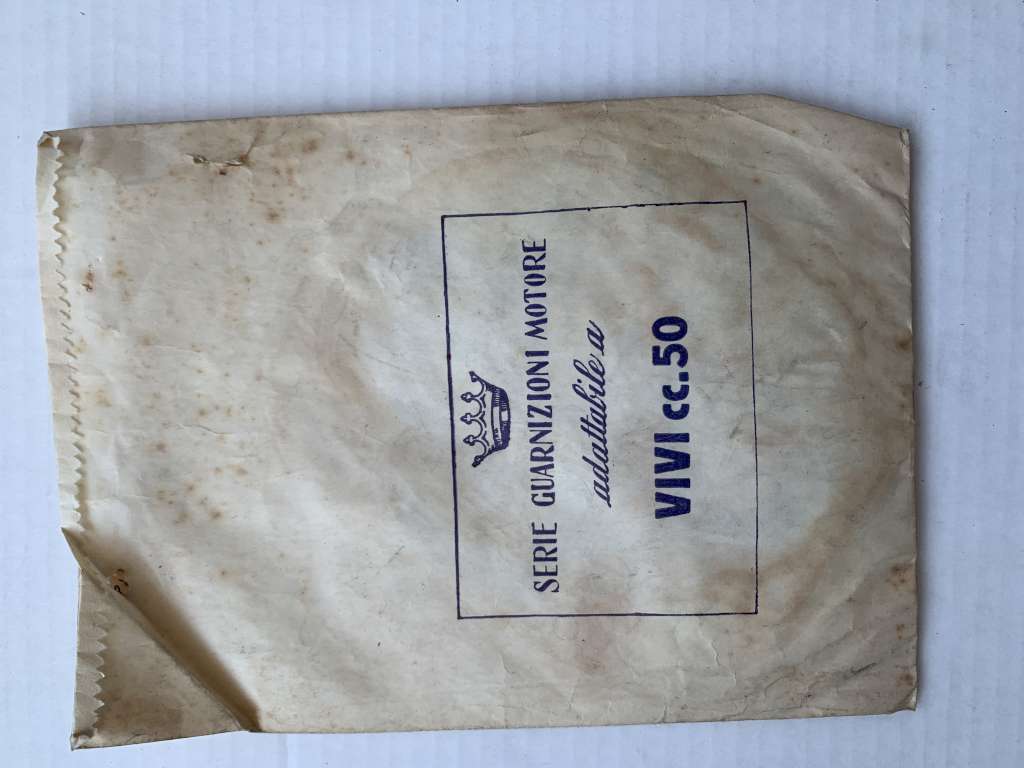 SERIE GUARNIZIONI MOTORE
adattabile a
VIVI cc.50